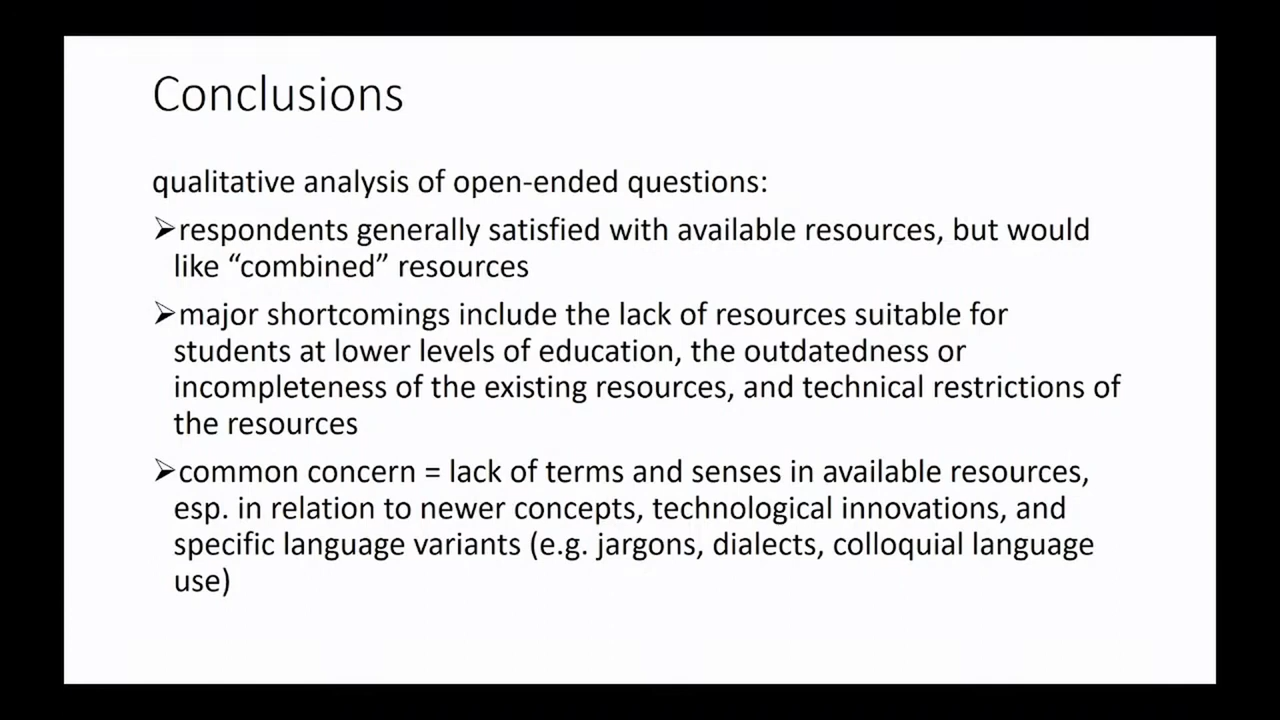 Conclusions
qualitative analysis of open-ended questions:
➢respondents generally satisfied with available resources, but would
like “combined” resources
➢major shortcomings include the lack of resources suitable for
students at lower levels of education, the outdatedness or
incompleteness of the existing resources, and technical restrictions of
the resources
➢common concern = lack of terms and senses in available resources,
esp. in relation to newer concepts, technological innovations, and
specific language variants (e.g. jargons, dialects, colloquial language
use)